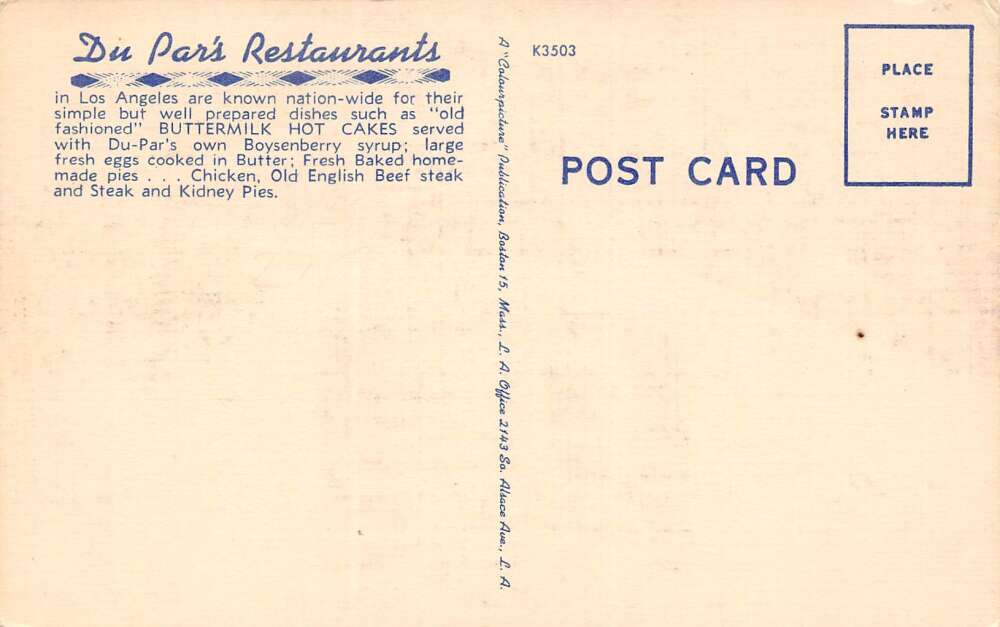 Du Par's Restaurants
in Los Angeles are known nation-wide for their
simple but well prepared dishes such as "old
fashioned" BUTTERMILK HOT CAKES served
with Du-Par's own Boysenberry syrup; large
fresh eggs cooked in Butter; Fresh Baked home-
made pies . . . Chicken, Old English Beef steak
and Steak and Kidney Pies.
A "Colourpicture" Publication, Boston 15, Mass., L. A. Office 2143 So. Alsace Ave., L. A.
K3503
POST CARD
PLACE
STAMP
HERE